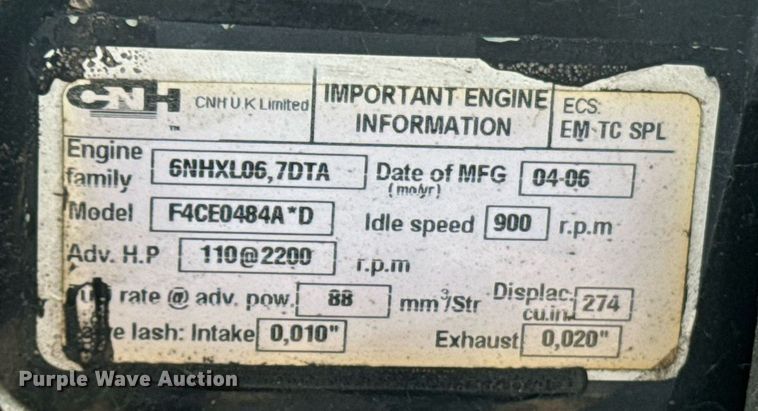 CNH
CNH U.K Limited
TM
IMPORTANT ENGINE
INFORMATION
ECS:
EM TC SPL
Engine
family
6NHXL06,7DTA
Date of MFG
(mo/yr)
04-06
Model
F4CE0484A*D
Idle speed
900
r.p.m
Adv. H.P
110@2200
r.p.m
rate @ adv. pow.
88
mm³/Str
Displac.
cu.in.
274
lash: Intake
0,010"
Exhaust
0,020"
Purple Wave Auction